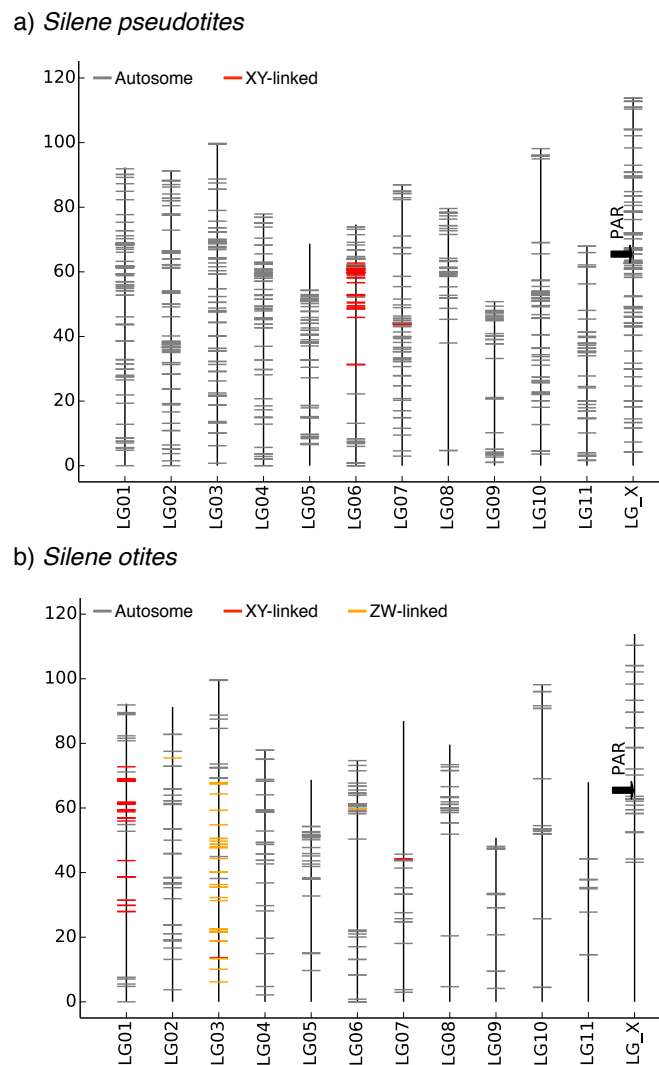 a) Silene pseudotites
Autosome XY-linked
120
100
80
60
40
20
0
PAR
LG01 LG02 LG03 LG04 LG05 LG06 LG07 LG08 LG09 LG10 LG11 LG_X
b) Silene otites
Autosome XY-linked ZW-linked
120
100
80
60
40
20
0
PAR
LG01 LG02 LG03 LG04 LG05 LG06 LG07 LG08 LG09 LG10 LG11 LG_X